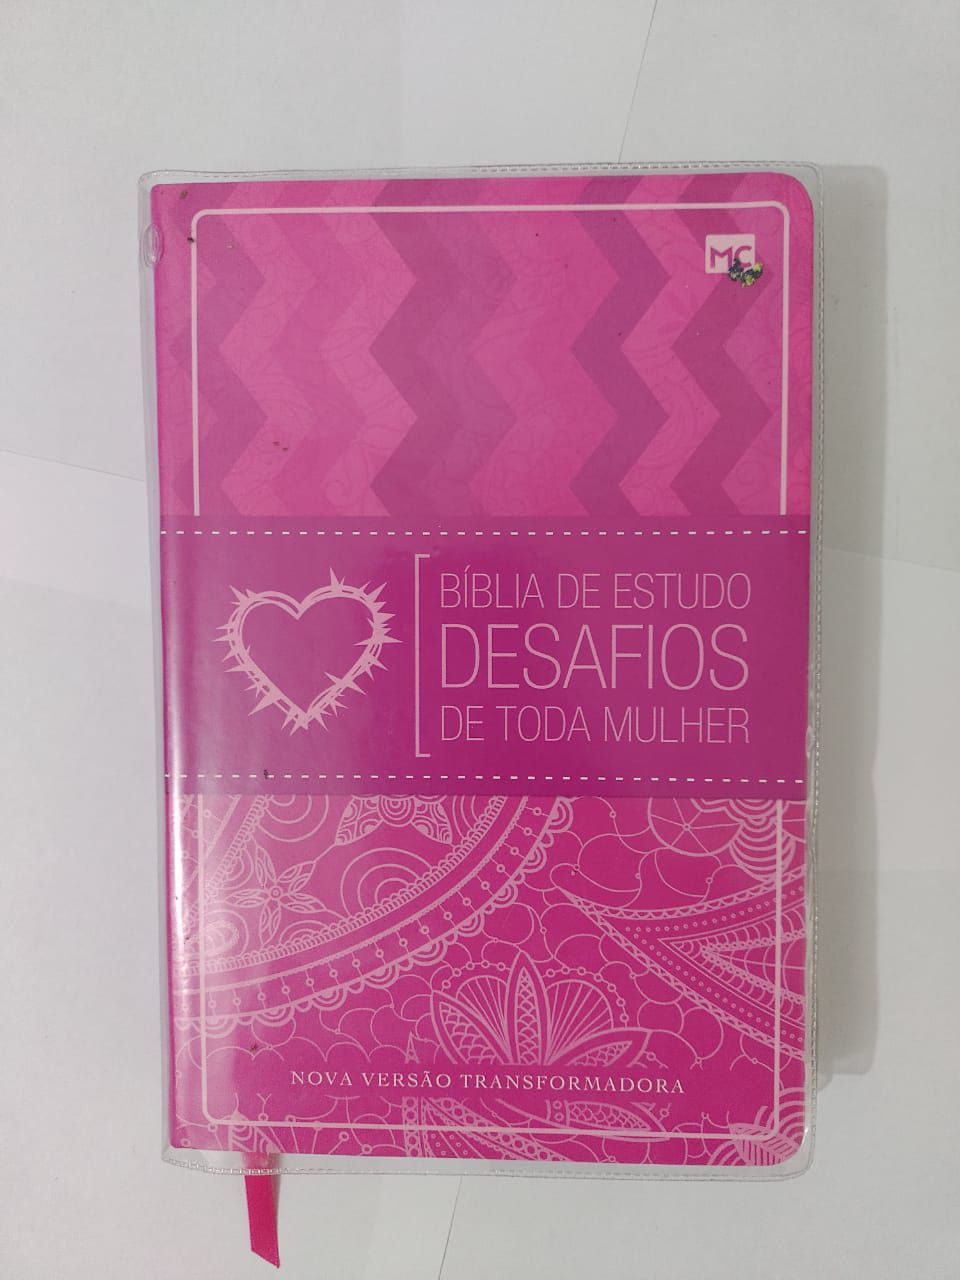 MC
BÍBLIA DE ESTUDO
DESAFIOS
DE TODA MULHER
NOVA VERSÃO TRANSFORMADORA